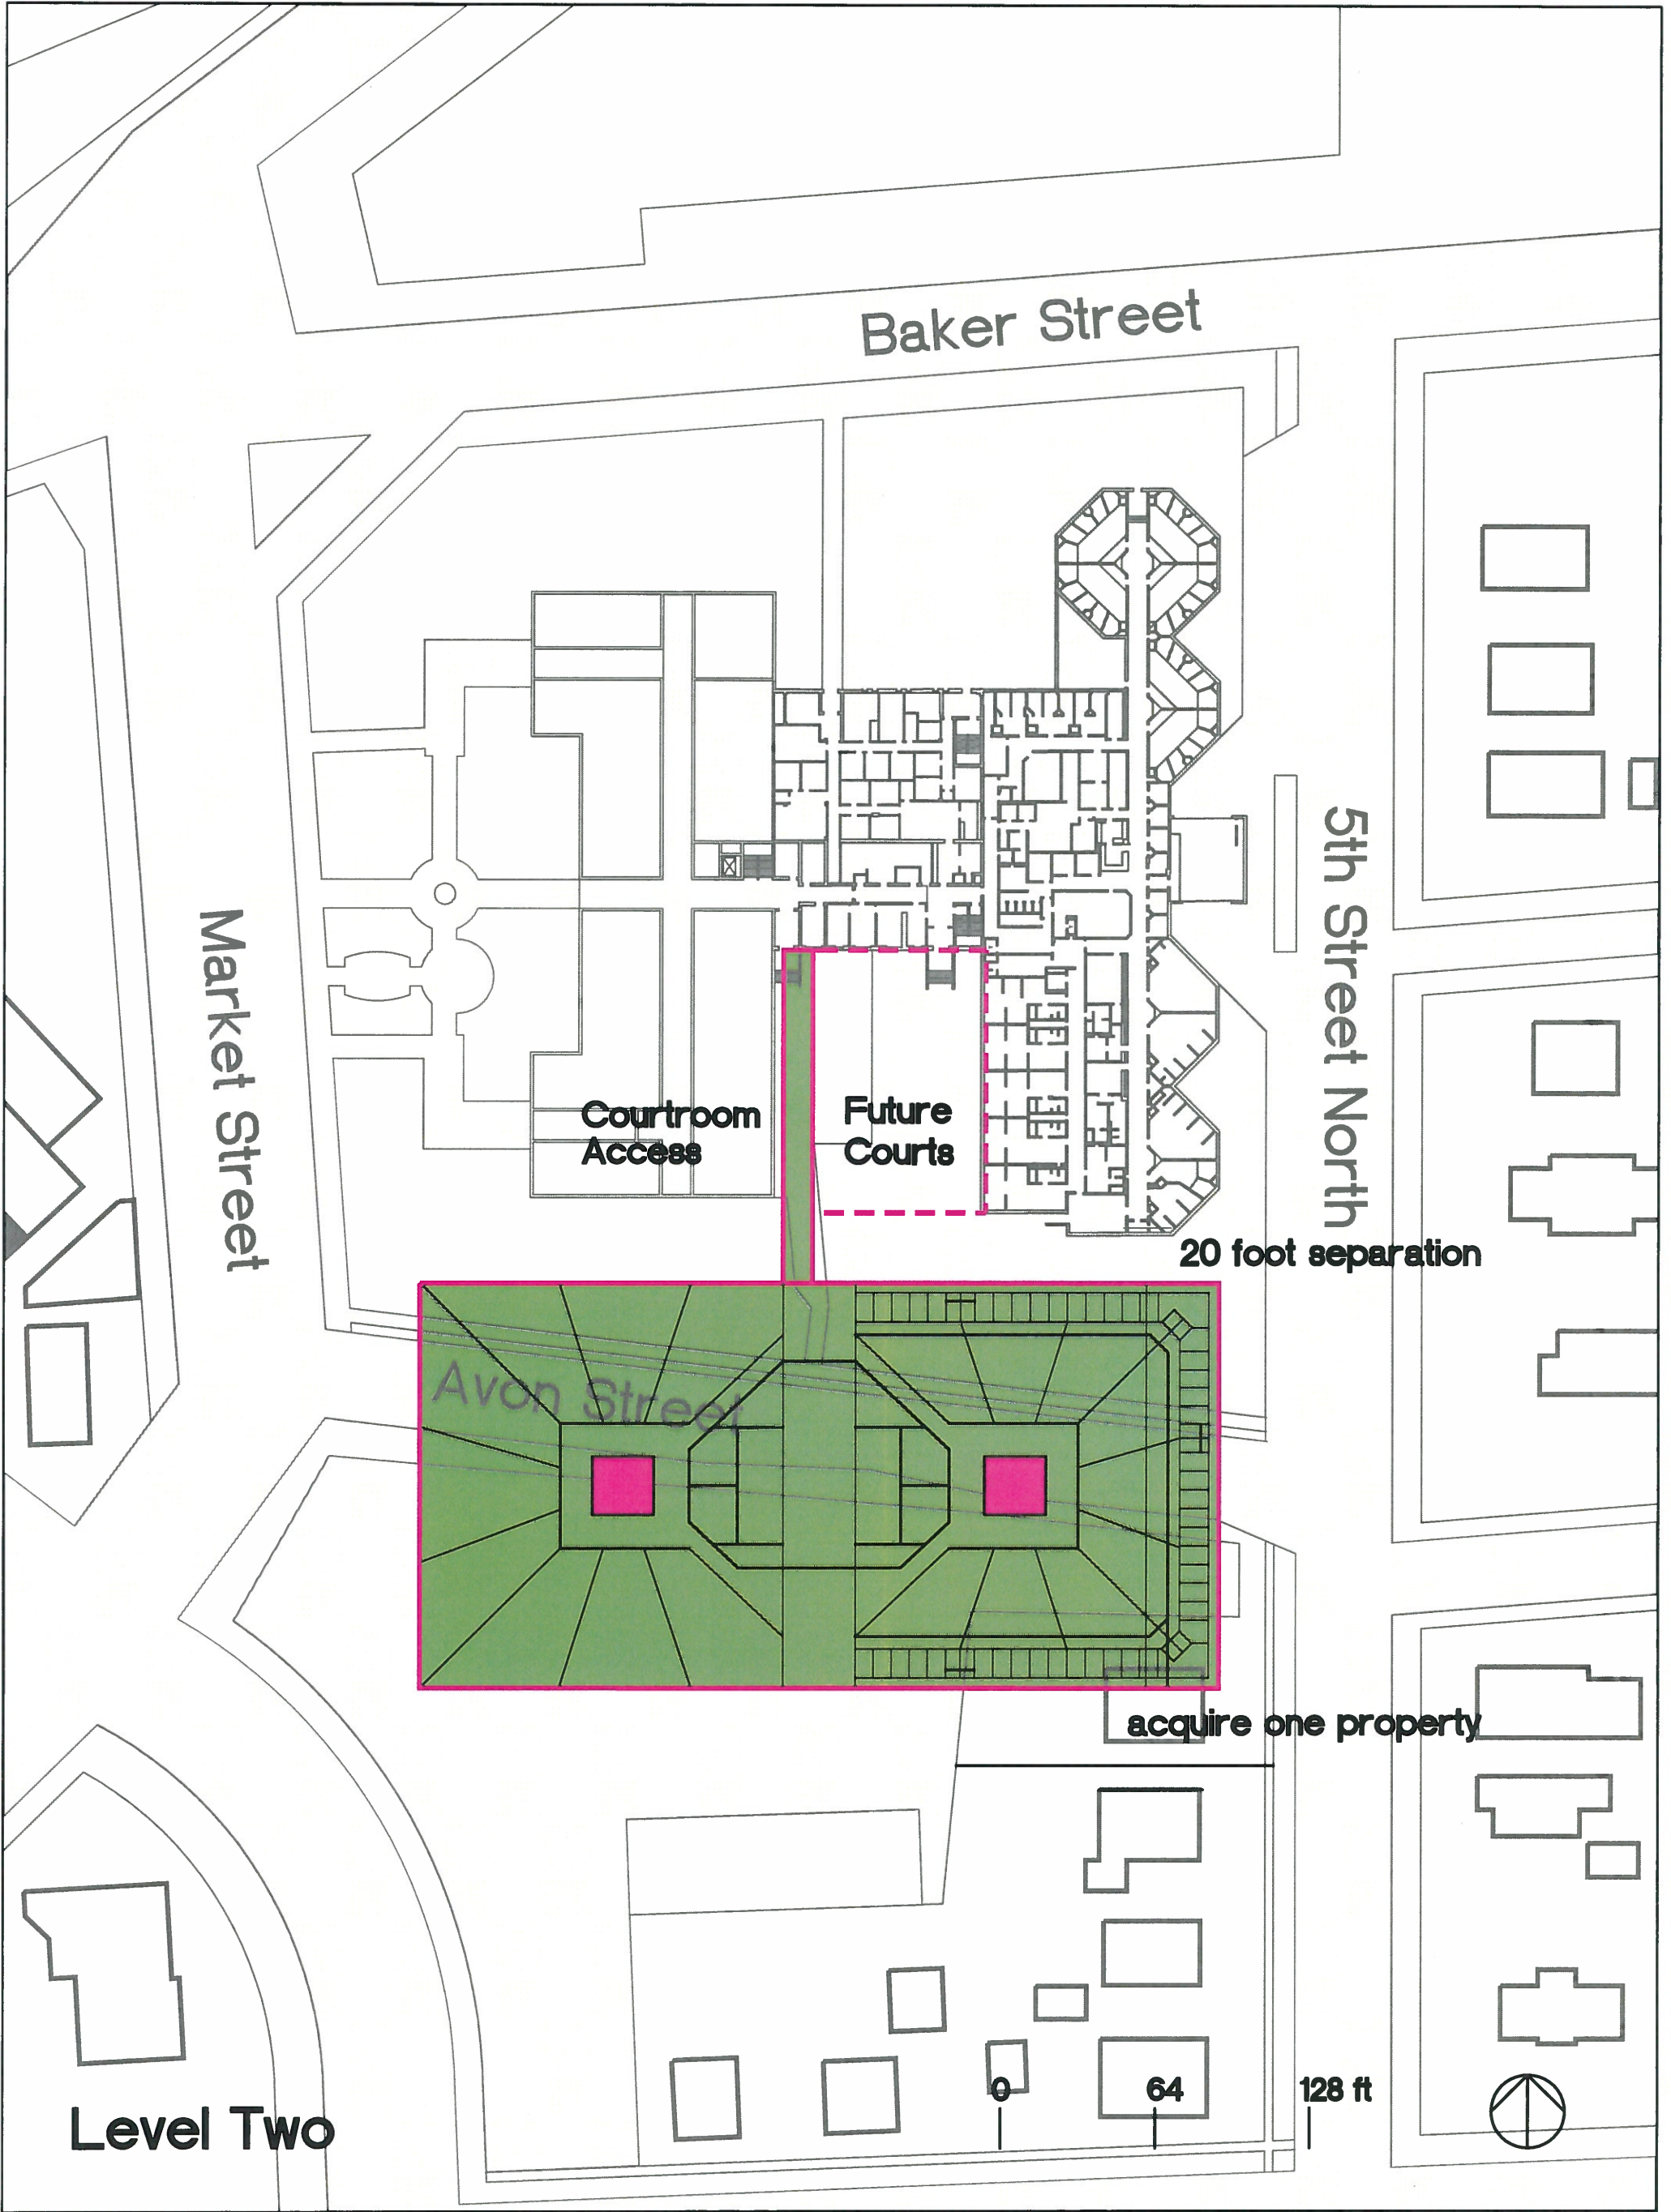 Baker Street
5th Street North
Market Street
Courtroom
Access
Future
Courts
20 foot separation
Avon Street
acquire one property
0 64 128 ft
Level Two